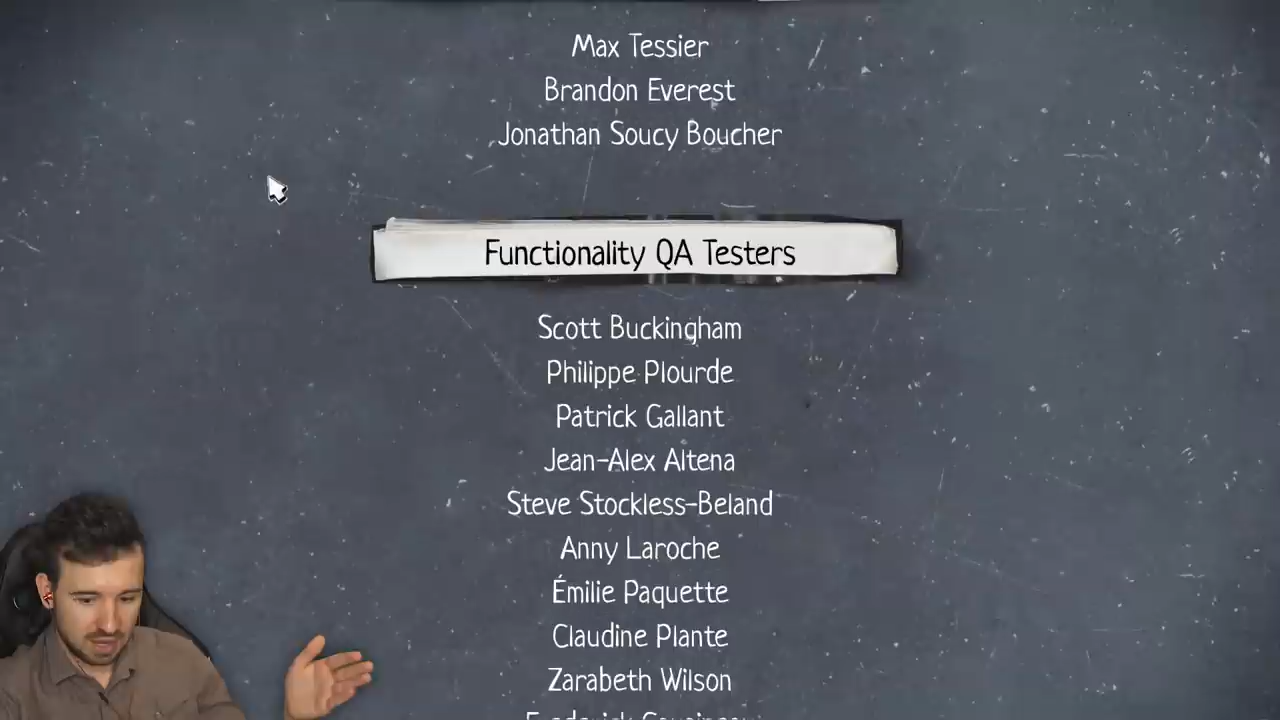 Max Tessier
Brandon Everest
Jonathan Soucy Boucher
Functionality QA Testers
Scott Buckingham
Philippe Plourde
Patrick Gallant
Jean-Alex Altena
Steve Stockless-Beland
Anny Laroche
Émilie Paquette
Claudine Plante
Zarabeth Wilson